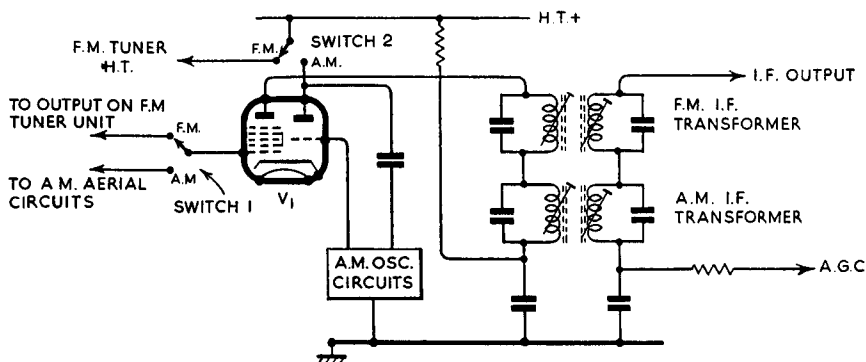 H.T.+
F.M. TUNER
H.T.
F.M.
SWITCH 2
A.M.
TO OUTPUT ON F.M
TUNER UNIT
F.M.
TO A.M. AERIAL
CIRCUITS
A.M
SWITCH 1
V1
A.M. OSC.
CIRCUITS
I.F. OUTPUT
F.M. I.F.
TRANSFORMER
A.M. I.F.
TRANSFORMER
A.G.C